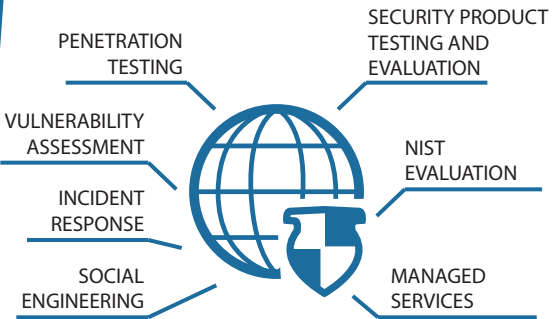 PENETRATION
TESTING
VULNERABILITY
ASSESSMENT
INCIDENT
RESPONSE
SOCIAL
ENGINEERING
SECURITY PRODUCT
TESTING AND
EVALUATION
NIST
EVALUATION
MANAGED
SERVICES